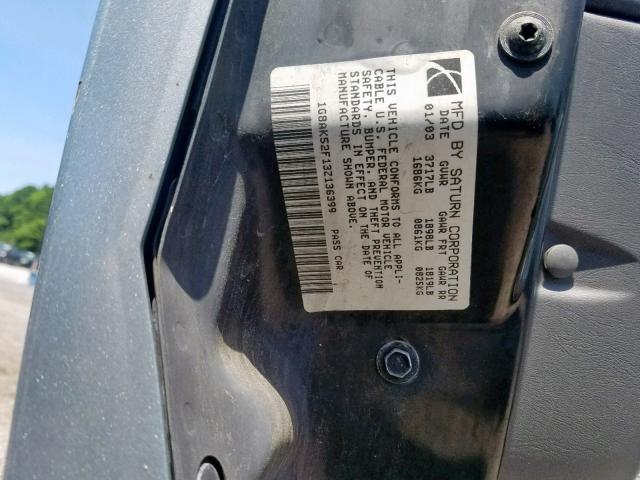 MFD BY SATURN CORPORATION
DATE GVWR GAWR FRT GAWR RR
01/03 3717LB 1898LB 1819LB
1686KG 0861KG 0825KG
THIS VEHICLE CONFORMS TO ALL APPLI-
CABLE U.S. FEDERAL MOTOR VEHICLE
SAFETY, BUMPER, AND THEFT PREVENTION
STANDARDS IN EFFECT ON THE DATE OF
MANUFACTURE SHOWN ABOVE.
1G8AK52F13Z136399 PASS CAR